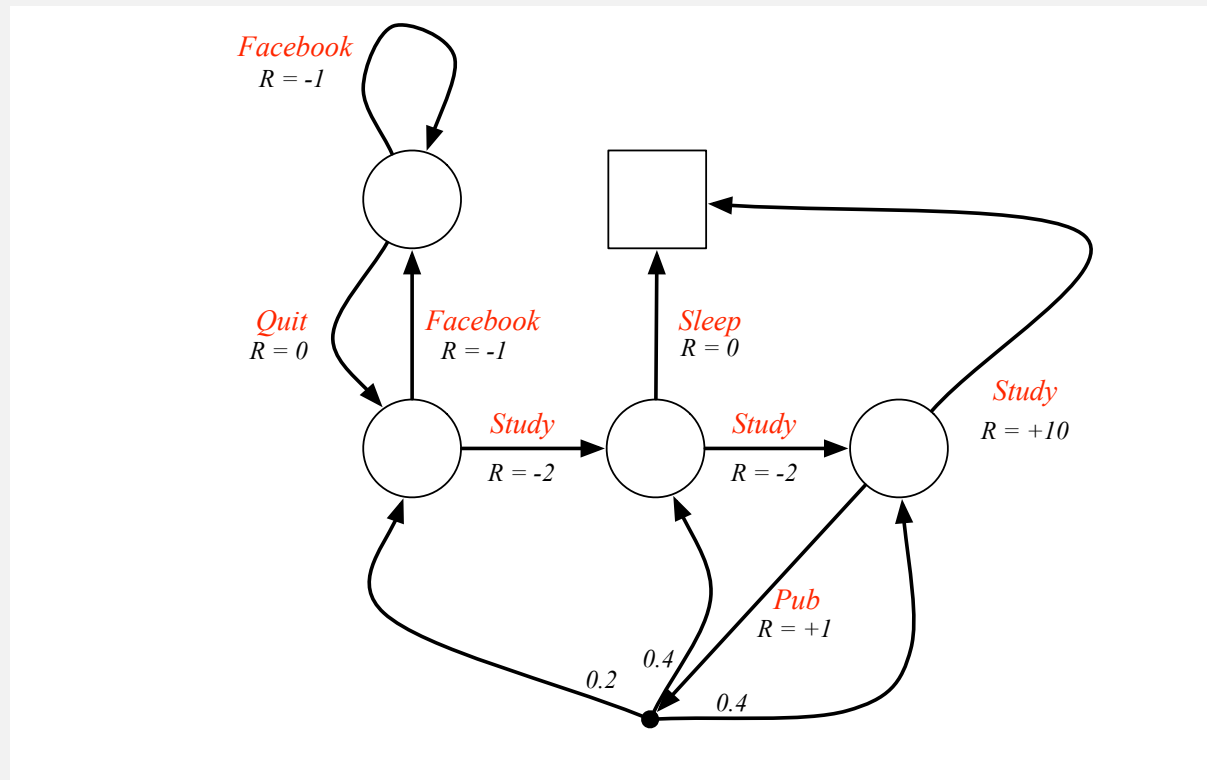 Facebook
R = -1
Quit
R = 0
Facebook
R = -1
Sleep
R = 0
Study
R = -2
Study
R = -2
Study
R = +10
Pub
R = +1
0.4
0.2
0.4